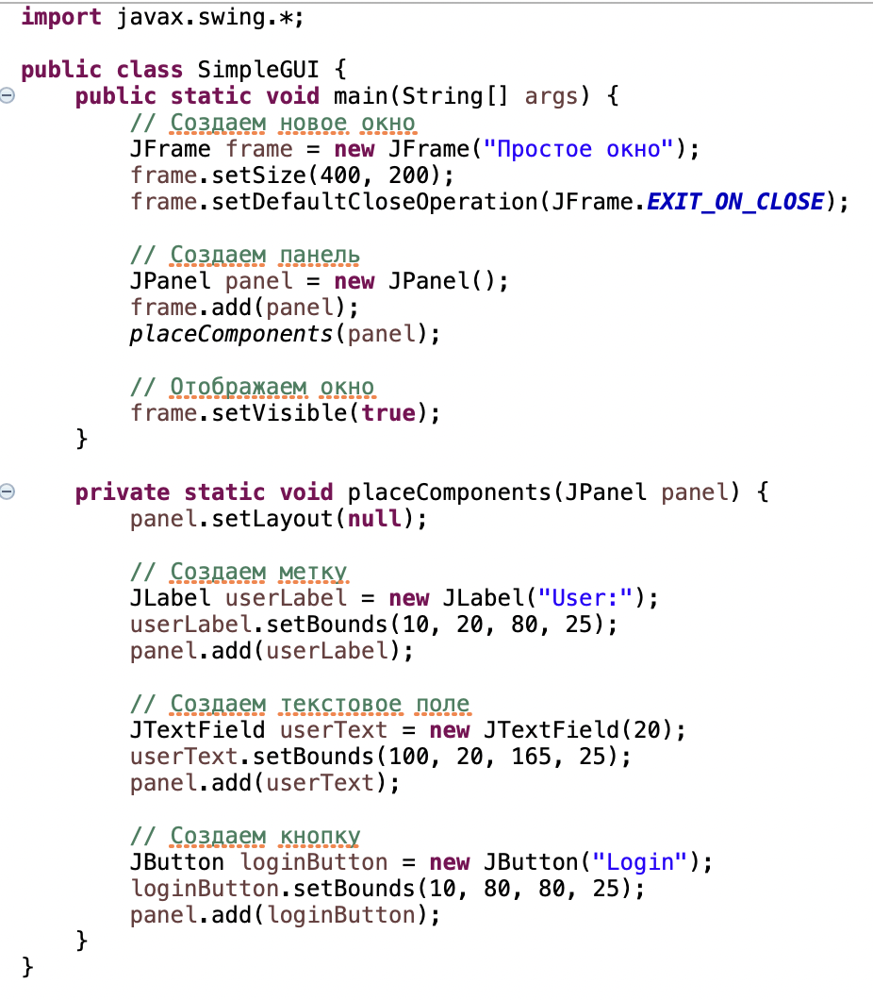 import javax.swing.*;

public class SimpleGUI {
    public static void main(String[] args) {
        // Создаем новое окно
        JFrame frame = new JFrame("Простое окно");
        frame.setSize(400, 200);
        frame.setDefaultCloseOperation(JFrame.EXIT_ON_CLOSE);

        // Создаем панель
        JPanel panel = new JPanel();
        frame.add(panel);
        placeComponents(panel);

        // Отображаем окно
        frame.setVisible(true);
    }

    private static void placeComponents(JPanel panel) {
        panel.setLayout(null);

        // Создаем метку
        JLabel userLabel = new JLabel("User:");
        userLabel.setBounds(10, 20, 80, 25);
        panel.add(userLabel);

        // Создаем текстовое поле
        JTextField userText = new JTextField(20);
        userText.setBounds(100, 20, 165, 25);
        panel.add(userText);

        // Создаем кнопку
        JButton loginButton = new JButton("Login");
        loginButton.setBounds(10, 80, 80, 25);
        panel.add(loginButton);
    }
}